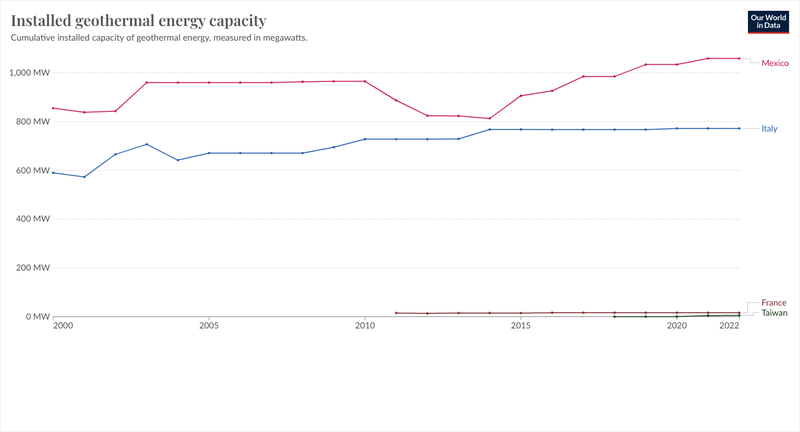 Installed geothermal energy capacity
Cumulative installed capacity of geothermal energy, measured in megawatts.
Our World
in Data
1,000 MW
800 MW
600 MW
400 MW
200 MW
0 MW
2000
2005
2010
2015
2020
2022
Mexico
Italy
France
Taiwan